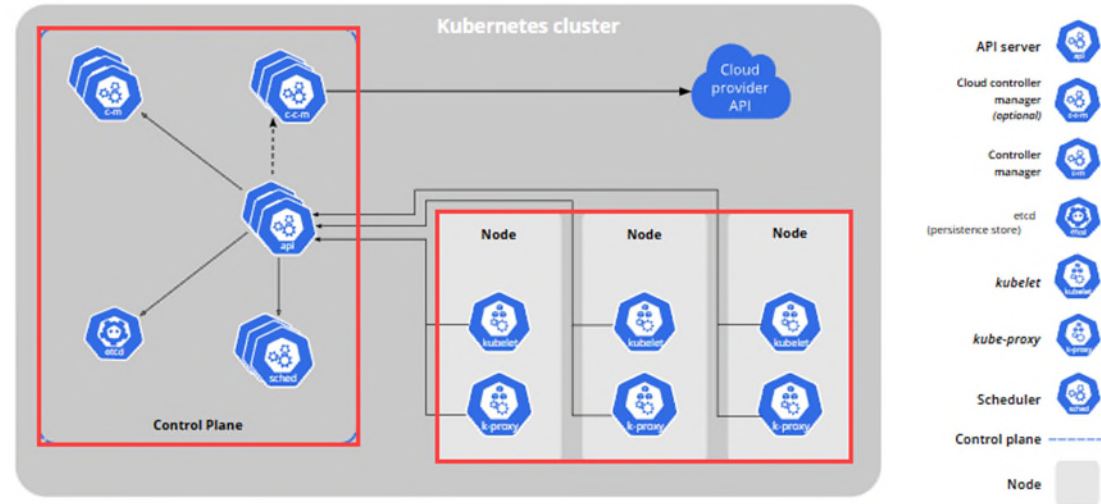 Kubernetes cluster
c-m
c-c-m
Cloud
provider
API
api
etcd
sched
Control Plane
Node
Node
Node
kubelet
kubelet
kubelet
k-proxy
k-proxy
k-proxy
API server
api
Cloud controller
manager
(optional)
c-c-m
Controller
manager
c-m
etcd
(persistence store)
etcd
kubelet
kubelet
kube-proxy
k-proxy
Scheduler
sched
Control plane
Node